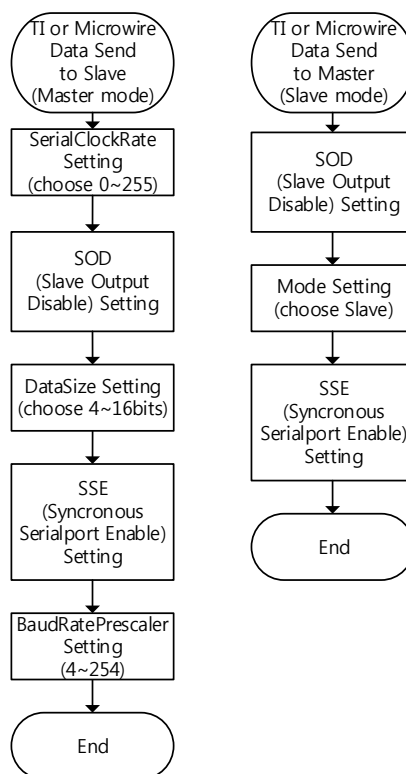 TI or Microwire
Data Send
to Slave
(Master mode)
SerialClockRate
Setting
(choose 0~255)
SOD
(Slave Output
Disable) Setting
DataSize Setting
(choose 4~16bits)
SSE
(Syncronous
Serialport Enable)
Setting
BaudRatePrescaler
Setting
(4~254)
End
TI or Microwire
Data Send
to Master
(Slave mode)
SOD
(Slave Output
Disable) Setting
Mode Setting
(choose Slave)
SSE
(Syncronous
Serialport Enable)
Setting
End